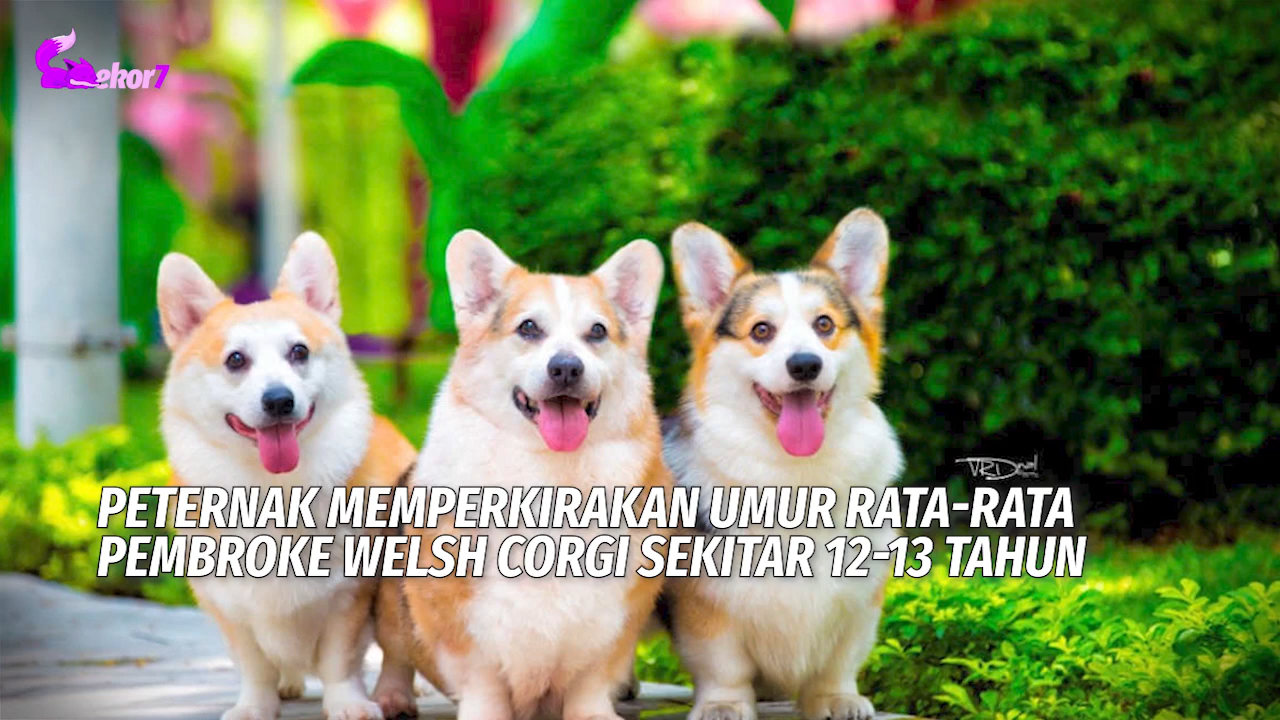 ekor7
PETERNAK MEMPERKIRAKAN UMUR RATA-RATA
PEMBROKE WELSH CORGI SEKITAR 12-13 TAHUN